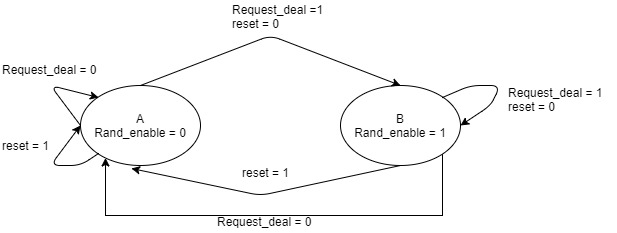 Request_deal =1
reset = 0
Request_deal = 0
A
Rand_enable = 0
reset = 1
B
Rand_enable = 1
Request_deal = 1
reset = 0
reset = 1
Request_deal = 0